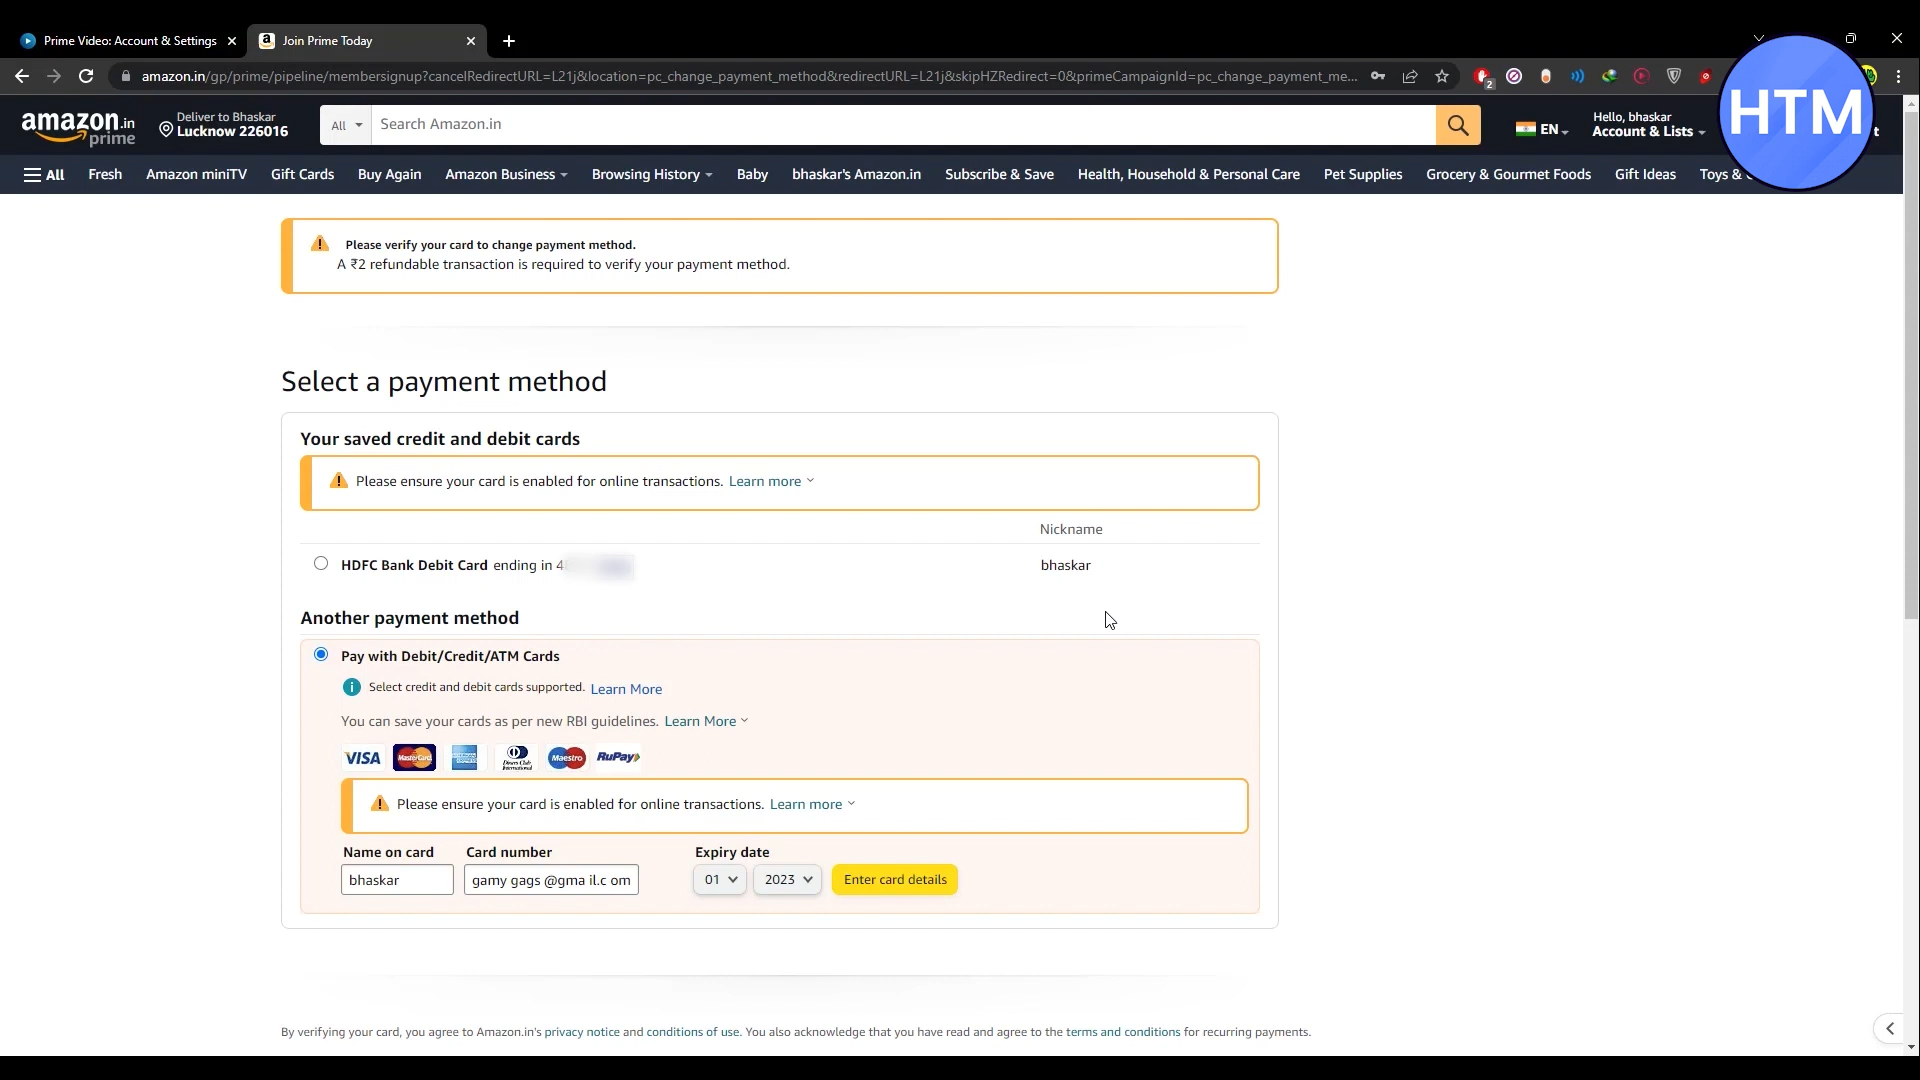 Prime Video: Account & Settings
Join Prime Today
amazon.in/gp/prime/pipeline/membersignup?cancelRedirectURL=L21j&location=pc_change_payment_method&redirectURL=L21j&skipHZRedirect=0&primeCampaignId=pc_change_payment_me...
2
HTM
amazon.in
prime
Deliver to Bhaskar
Lucknow 226016
All
Search Amazon.in
EN
Hello, bhaskar
Account & Lists
t
All
Fresh
Amazon miniTV
Gift Cards
Buy Again
Amazon Business
Browsing History
Baby
bhaskar's Amazon.in
Subscribe & Save
Health, Household & Personal Care
Pet Supplies
Grocery & Gourmet Foods
Gift Ideas
Toys &
Please verify your card to change payment method.
A ₹2 refundable transaction is required to verify your payment method.
Select a payment method
Your saved credit and debit cards
Please ensure your card is enabled for online transactions. Learn more
Nickname
HDFC Bank Debit Card ending in 4
bhaskar
Another payment method
Pay with Debit/Credit/ATM Cards
Select credit and debit cards supported. Learn More
You can save your cards as per new RBI guidelines. Learn More
VISA MasterCard Diners Club International Maestro RuPay
Please ensure your card is enabled for online transactions. Learn more
Name on card Card number Expiry date
bhaskar gamy gags @gma il.c om 01 2023 Enter card details
By verifying your card, you agree to Amazon.in's privacy notice and conditions of use. You also acknowledge that you have read and agree to the terms and conditions for recurring payments.